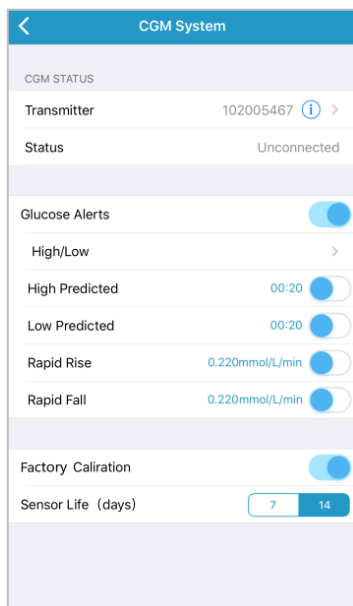 CGM System
CGM STATUS
Transmitter 102005467 i >
Status Unconnected
Glucose Alerts
High/Low >
High Predicted 00:20
Low Predicted 00:20
Rapid Rise 0.220mmol/L/min
Rapid Fall 0.220mmol/L/min
Factory Caliration
Sensor Life（days） 7 14